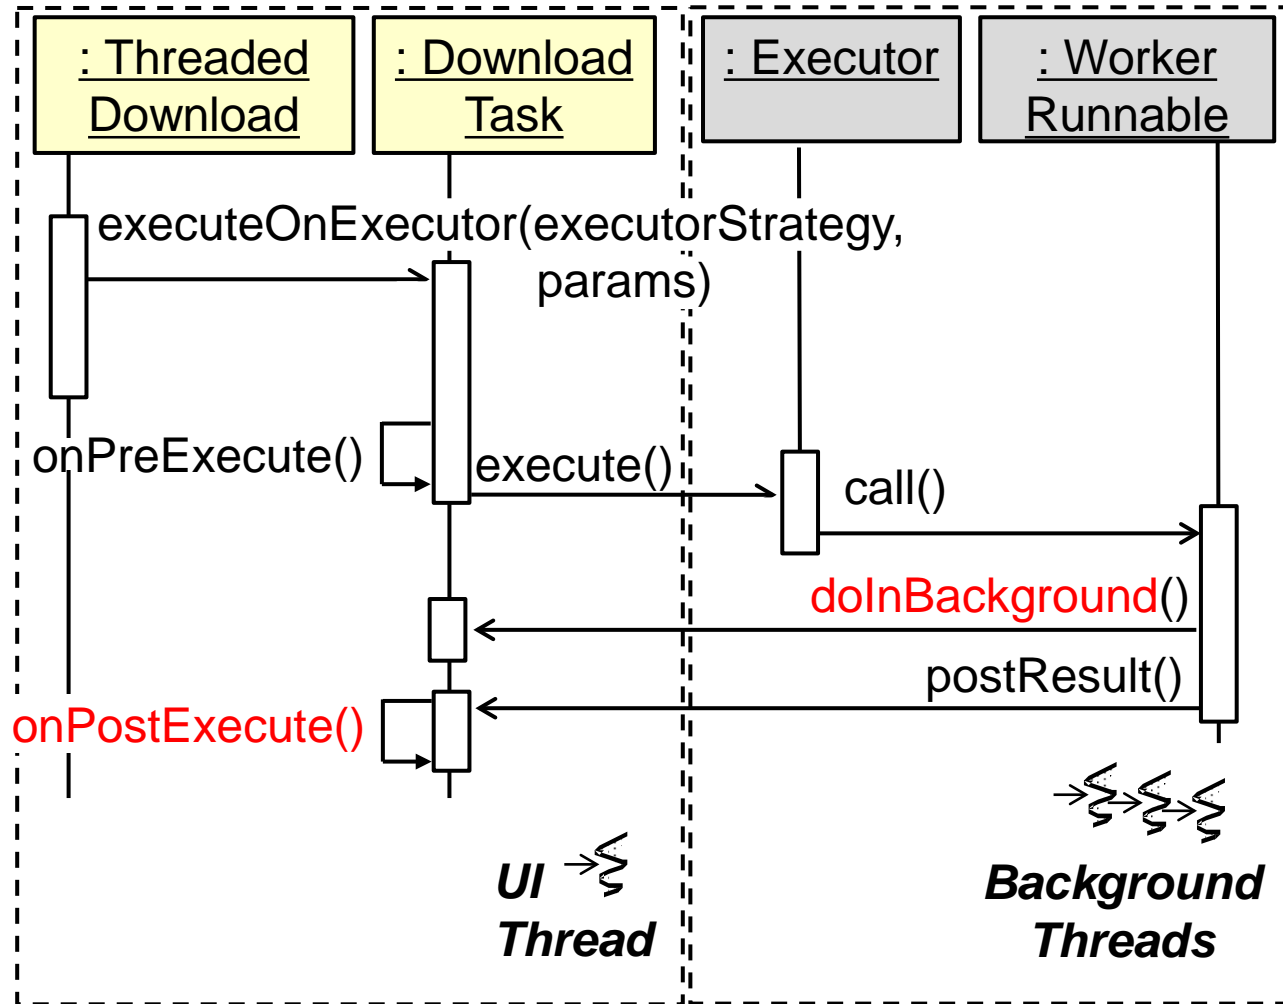 : Threaded
Download
: Download
Task
: Executor
: Worker
Runnable
executeOnExecutor(executorStrategy,
params)
onPreExecute()
execute()
call()
doInBackground()
postResult()
onPostExecute()
UI
Thread
Background
Threads